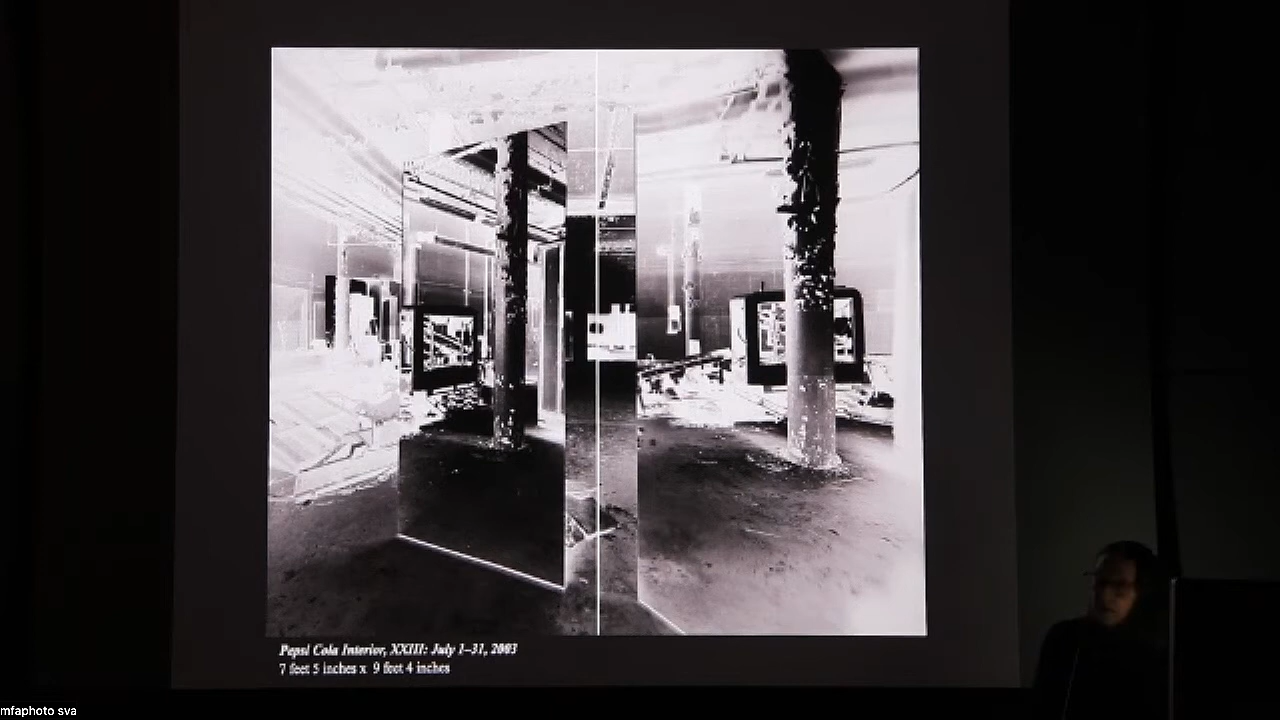 Pepsi Cola Interior, XXIII: July 1–31, 2003
7 feet 5 inches x 9 feet 4 inches
mfaphoto sva